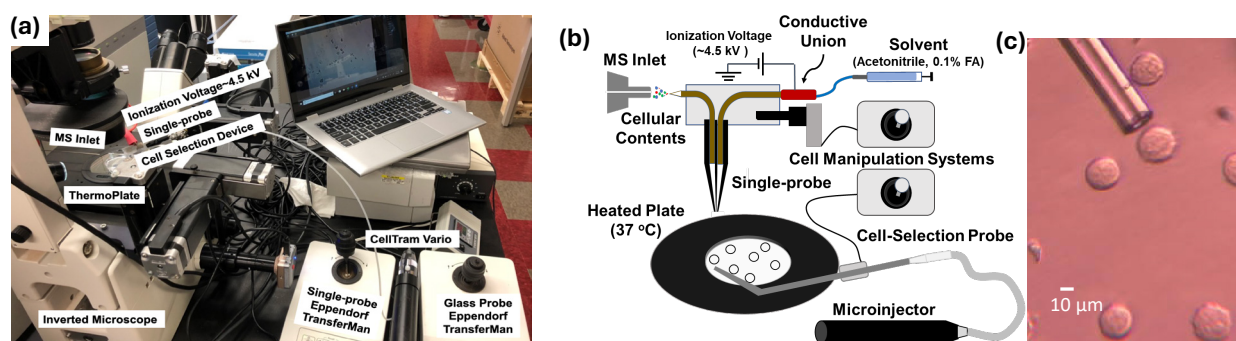 (a)
Ionization Voltage~4.5 kV
Single-probe
MS Inlet
Cell Selection Device
ThermoPlate
CellTram Vario
Single-probe
Eppendorf
TransferMan
Glass Probe
Eppendorf
TransferMan
Inverted Microscope
(b)
Ionization Voltage
(~4.5 kV )
Conductive
Union
Solvent
(Acetonitrile, 0.1% FA)
MS Inlet
Cellular
Contents
Cell Manipulation Systems
Single-probe
Heated Plate
(37 ºC)
Cell-Selection Probe
Microinjector
(c)
10 µm